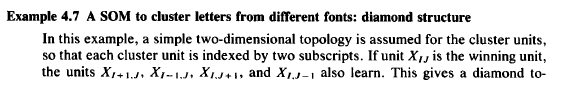 Example 4.7 A SOM to cluster letters from different fonts: diamond structure
In this example, a simple two-dimensional topology is assumed for the cluster units,
so that each cluster unit is indexed by two subscripts. If unit X_{I,J} is the winning unit,
the units X_{I+1,J}, X_{I-1,J}, X_{I,J+1}, and X_{I,J-1} also learn. This gives a diamond to-